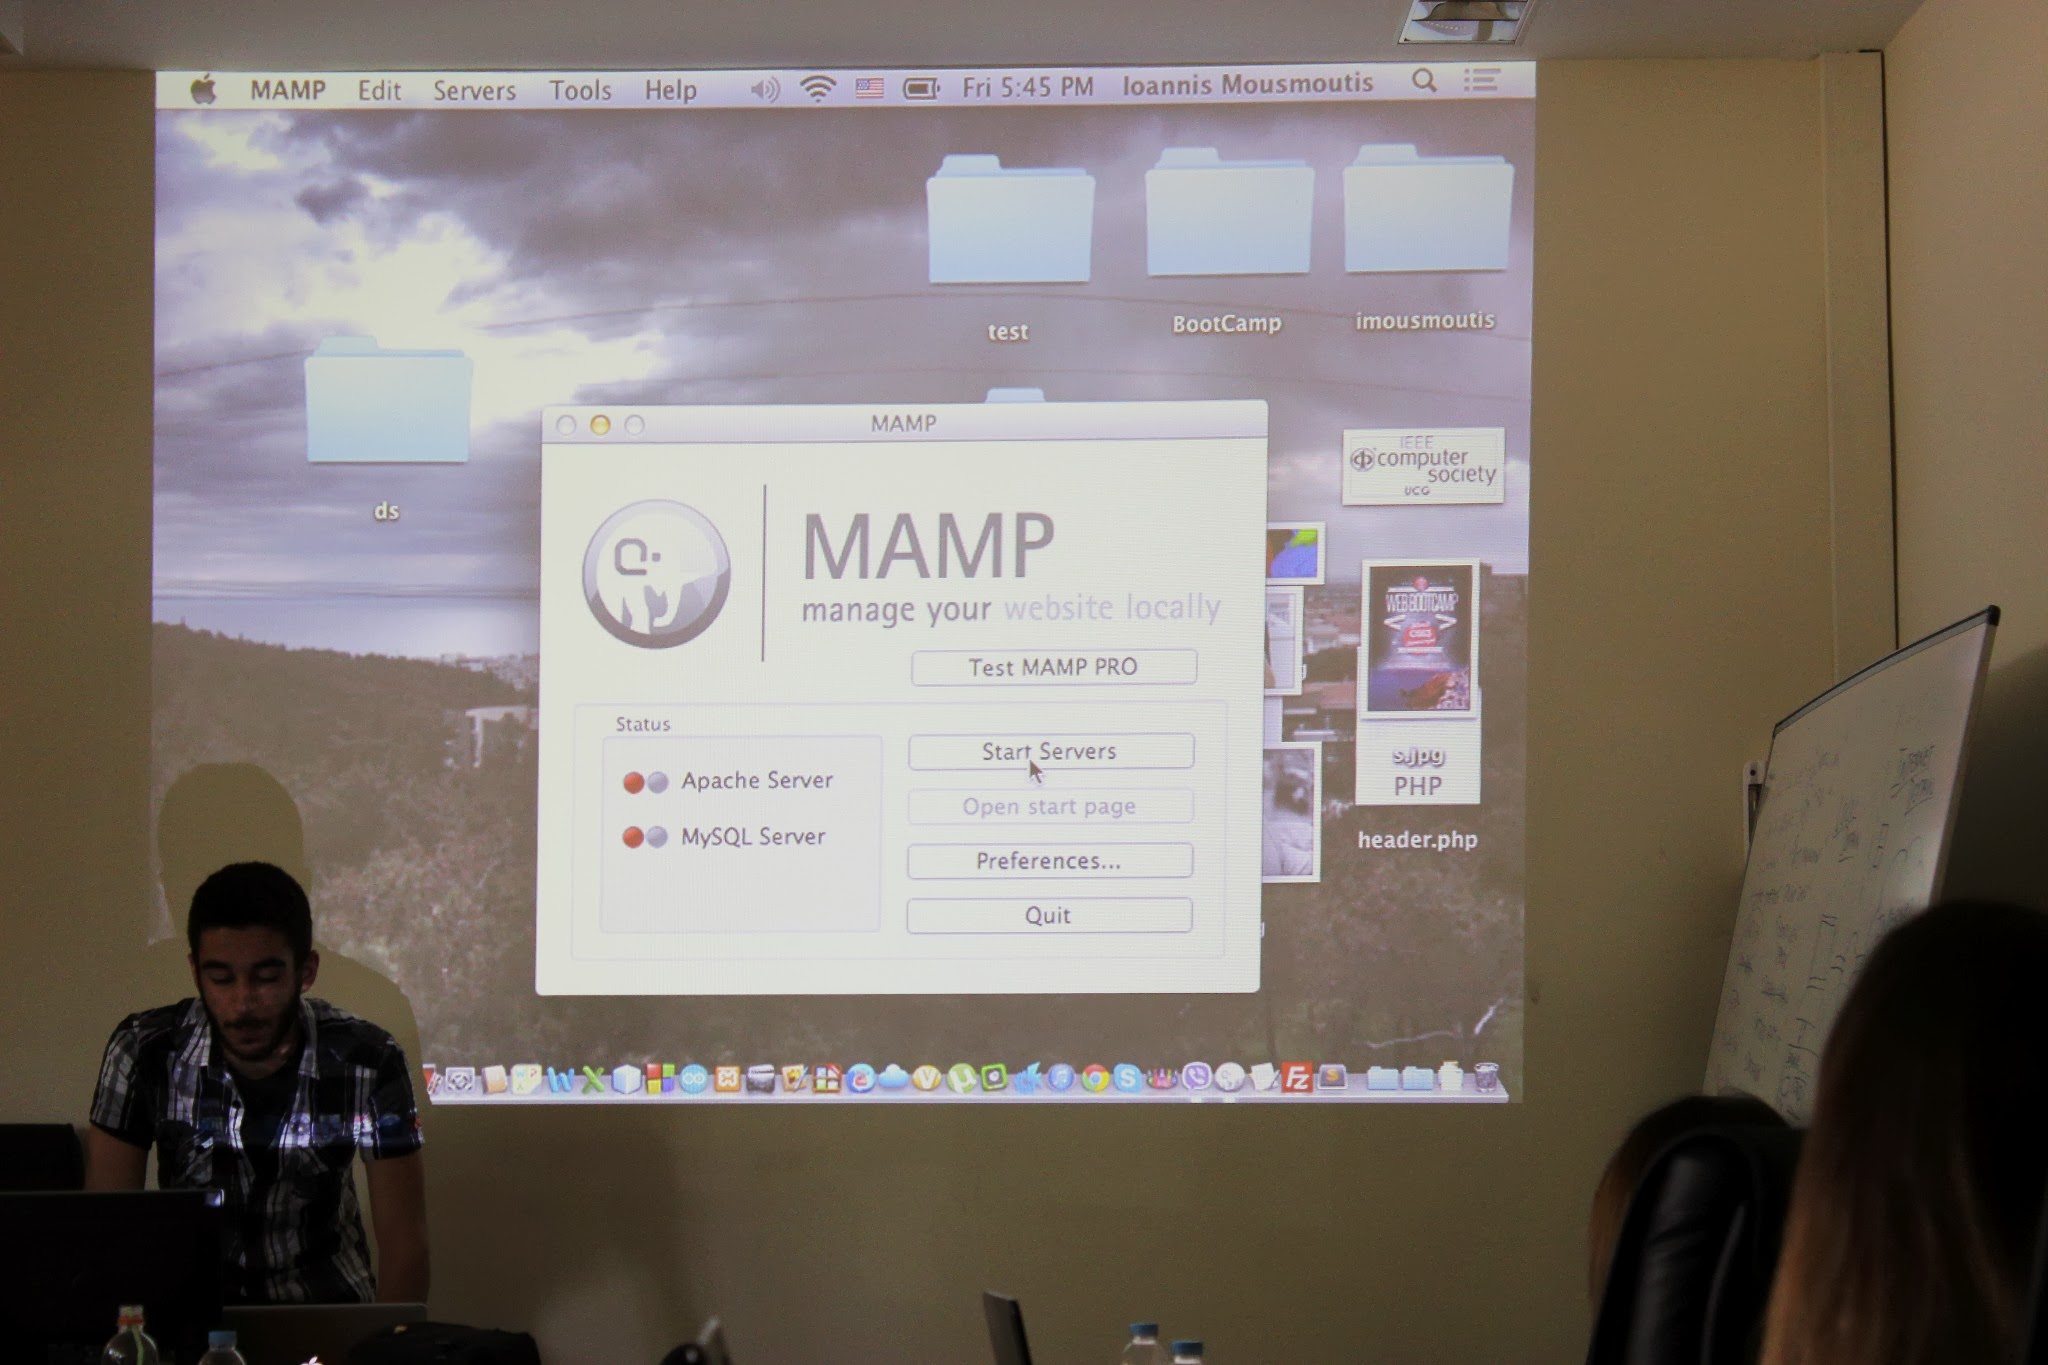 MAMP Edit Servers Tools Help Fri 5:45 PM Ioannis Mousmoutis
test
BootCamp
imousmoutis
ds
MAMP
IEEE
computer
society
UCG
MAMP
manage your website locally
Test MAMP PRO
WEB BOOTCAMP
Status
Start Servers
Apache Server
s.jpg
PHP
Open start page
MySQL Server
header.php
Preferences...
Quit
Fz